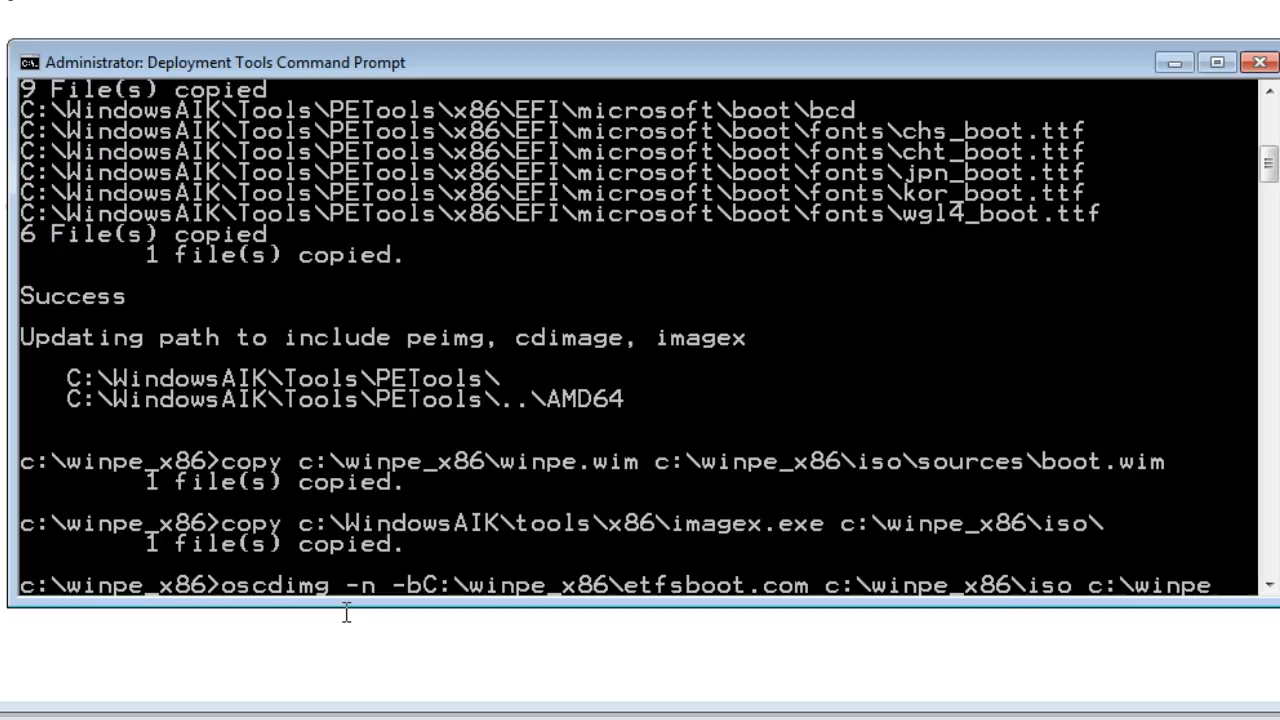 Administrator: Deployment Tools Command Prompt
9 File(s) copied
C:\WindowsAIK\Tools\PETools\x86\EFI\microsoft\boot\bcd
C:\WindowsAIK\Tools\PETools\x86\EFI\microsoft\boot\fonts\chs_boot.ttf
C:\WindowsAIK\Tools\PETools\x86\EFI\microsoft\boot\fonts\cht_boot.ttf
C:\WindowsAIK\Tools\PETools\x86\EFI\microsoft\boot\fonts\jpn_boot.ttf
C:\WindowsAIK\Tools\PETools\x86\EFI\microsoft\boot\fonts\kor_boot.ttf
C:\WindowsAIK\Tools\PETools\x86\EFI\microsoft\boot\fonts\wgl4_boot.ttf
6 File(s) copied
1 file(s) copied.
Success
Updating path to include peimg, cdimage, imagex
C:\WindowsAIK\Tools\PETools\
C:\WindowsAIK\Tools\PETools\..\AMD64
c:\winpe_x86>copy c:\winpe_x86\winpe.wim c:\winpe_x86\iso\sources\boot.wim
1 file(s) copied.
c:\winpe_x86>copy c:\WindowsAIK\tools\x86\imagex.exe c:\winpe_x86\iso\
1 file(s) copied.
c:\winpe_x86>oscdimg -n -bC:\winpe_x86\etfsboot.com c:\winpe_x86\iso c:\winpe